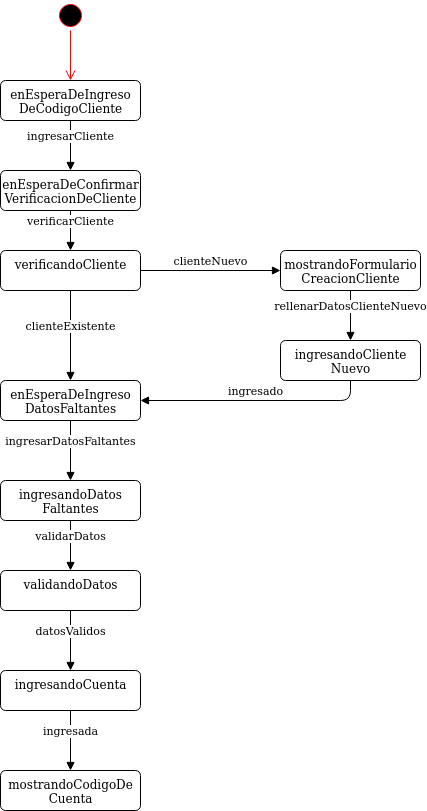 enEsperaDeIngreso
DeCodigoCliente
ingresarCliente
enEsperaDeConfirmar
VerificacionDeCliente
verificarCliente
verificandoCliente
clienteNuevo
mostrandoFormulario
CreacionCliente
rellenarDatosClienteNuevo
clienteExistente
ingresandoCliente
Nuevo
ingresado
enEsperaDeIngreso
DatosFaltantes
ingresarDatosFaltantes
ingresandoDatos
Faltantes
validarDatos
validandoDatos
datosValidos
ingresandoCuenta
ingresada
mostrandoCodigoDe
Cuenta